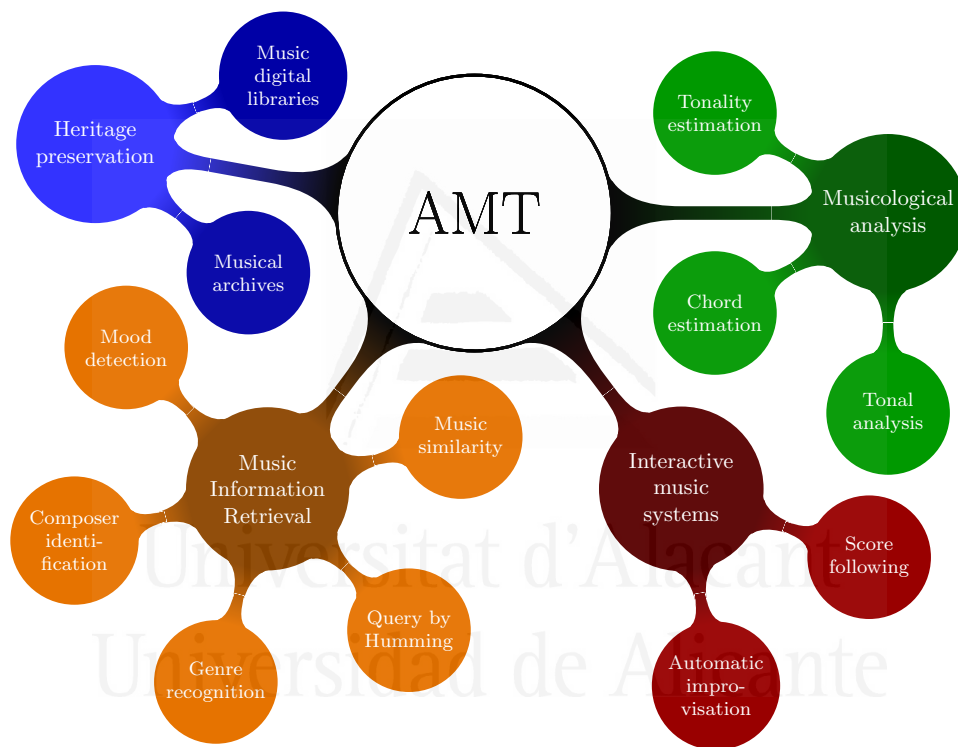 Music
digital
libraries
Heritage
preservation
Musical
archives
AMT
Tonality
estimation
Musicological
analysis
Chord
estimation
Tonal
analysis
Mood
detection
Music
similarity
Music
Information
Retrieval
Composer
identi-
fication
Genre
recognition
Query by
Humming
Interactive
music
systems
Score
following
Automatic
impro-
visation
Universitat d'Alacant
Universidad de Alicante